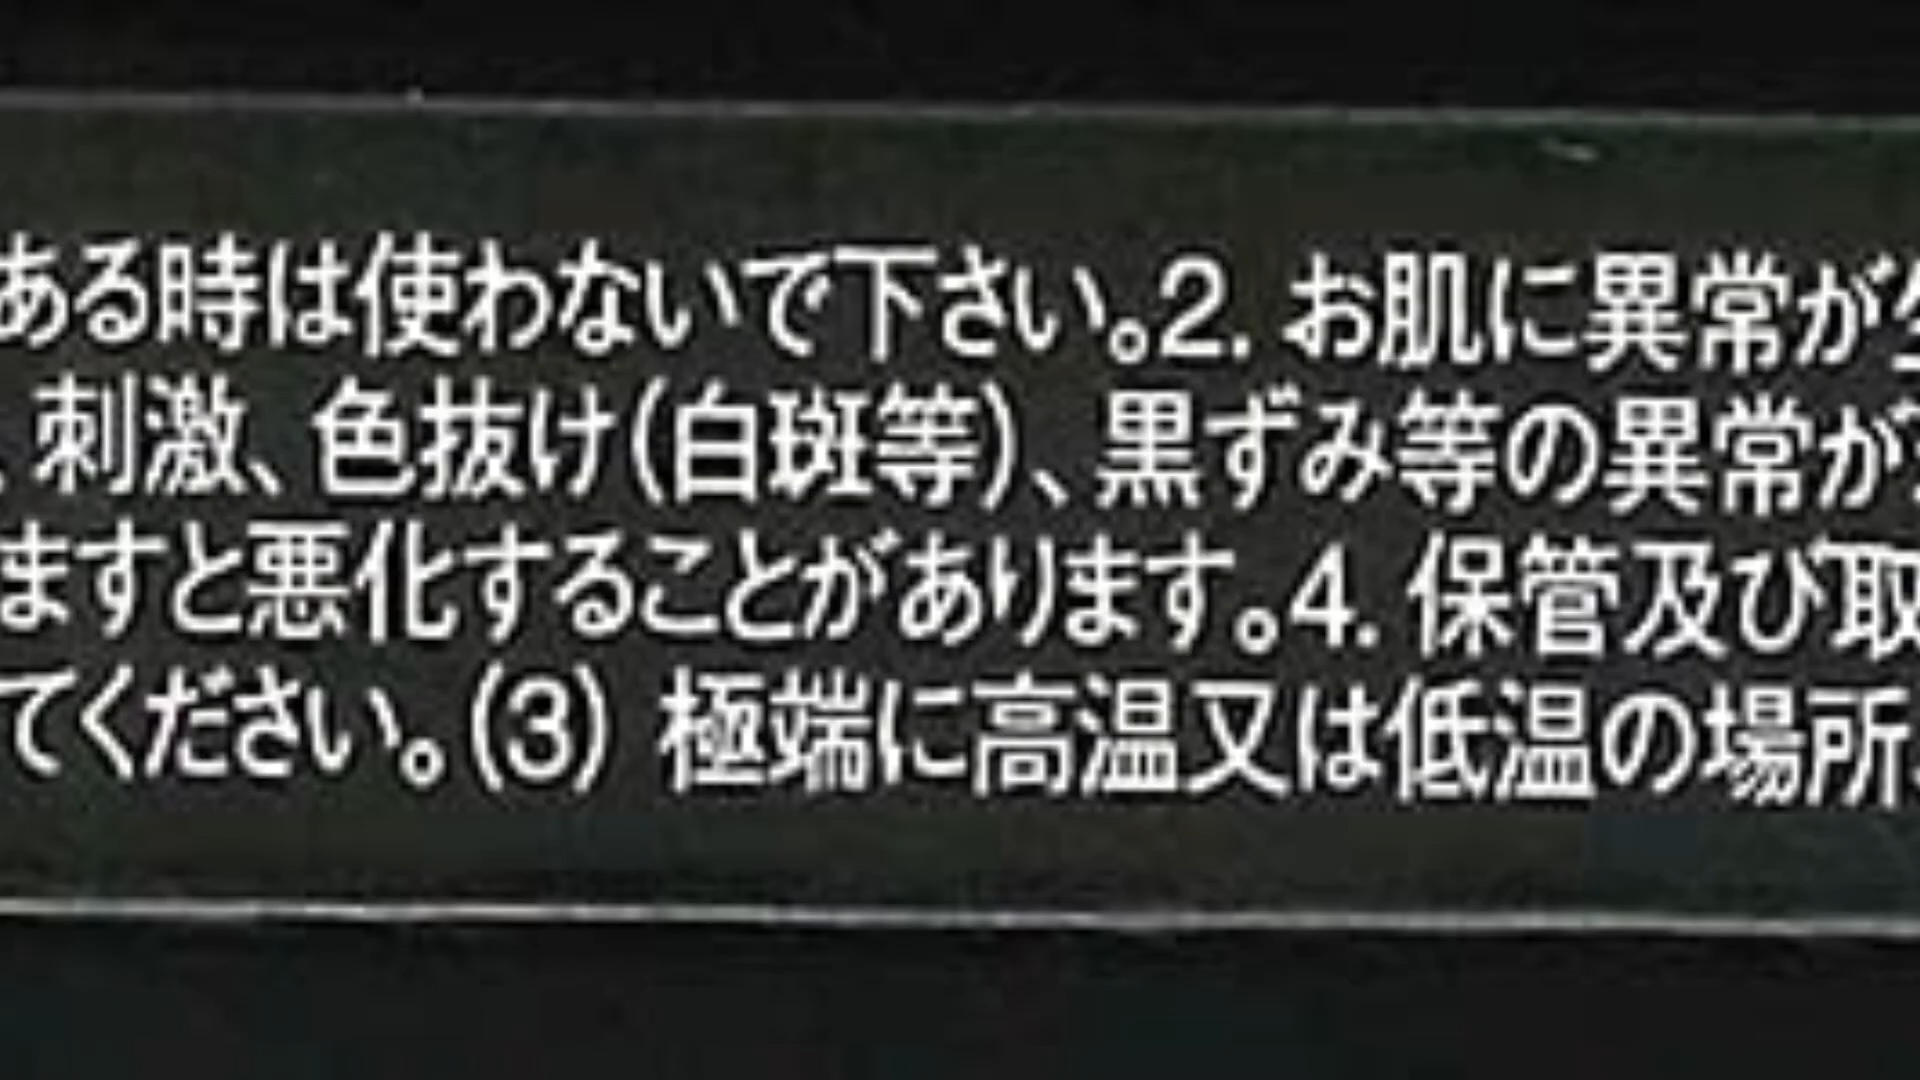 ある時は使わないで下さい。2. お肌に異常が
、刺激、色抜け(白斑等)、黒ずみ等の異常が
ますと悪化することがあります。4. 保管及び取
てください。(3) 極端に高温又は低温の場所